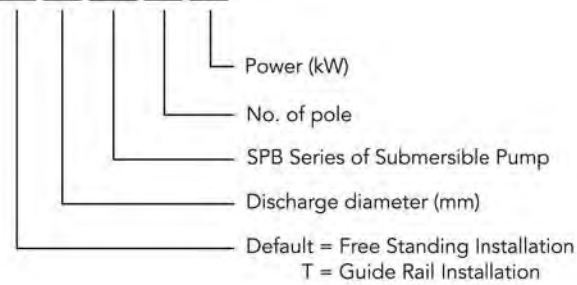 Power (kW)
No. of pole
SPB Series of Submersible Pump
Discharge diameter (mm)
Default = Free Standing Installation
T = Guide Rail Installation